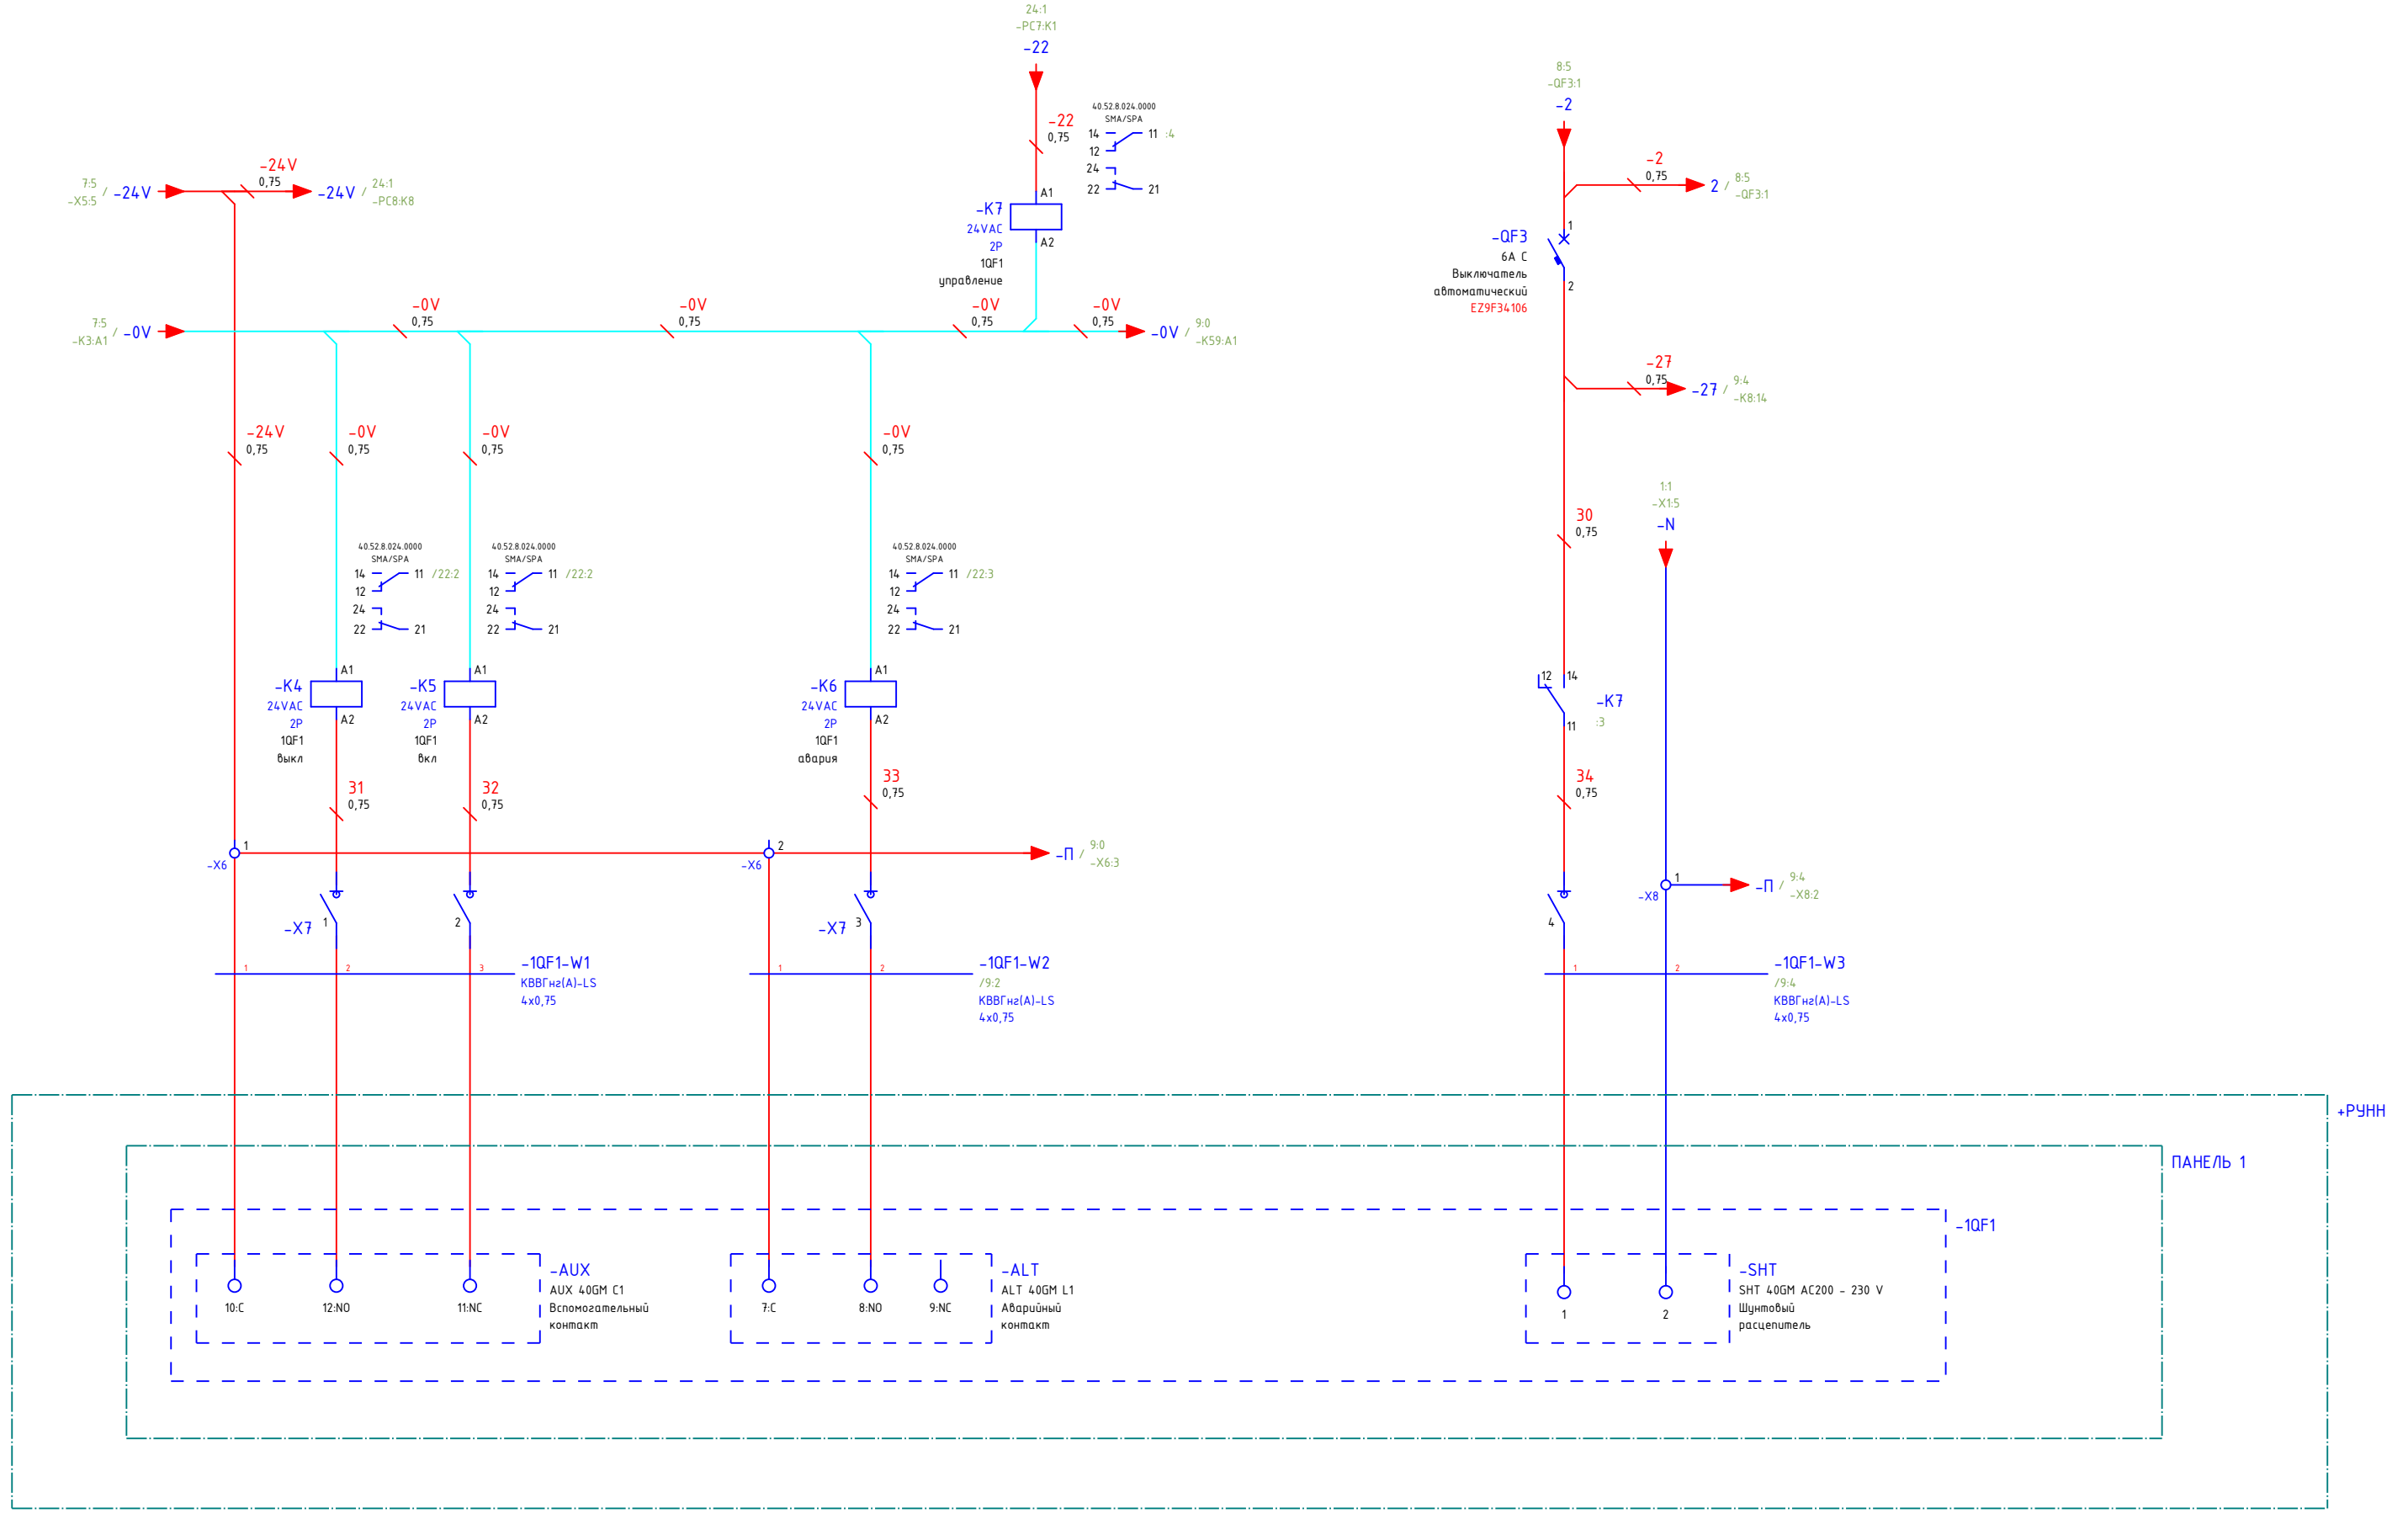 24:1
-PC7:K1
-22
-22
0,75
40.52.8.024.0000
SMA/SPA
14
11
:4
12
24
22
21
A1
-K7
24VAC
2P
1QF1
управление
A2
8:5
-QF3:1
-2
-2
0,75
2 /
8:5
-QF3:1
1
-QF3
6A C
Выключатель
автоматический
EZ9F34106
2
7:5
-X5:5
/ -24V
-24V
0,75
-24V /
24:1
-PC8:K8
7:5
-K3:A1
/ -0V
-0V
0,75
-0V
0,75
-0V
0,75
-0V
0,75
-0V /
9:0
-K59:A1
-27
0,75
-27 /
9:4
-K8:14
-24V
0,75
-0V
0,75
-0V
0,75
-0V
0,75
30
0,75
1:1
-X1:5
-N
40.52.8.024.0000
SMA/SPA
14
11
/22:2
12
24
22
21
40.52.8.024.0000
SMA/SPA
14
11
/22:2
12
24
22
21
40.52.8.024.0000
SMA/SPA
14
11
/22:3
12
24
22
21
A1
-K4
24VAC
2P
1QF1
выкл
A2
A1
-K5
24VAC
2P
1QF1
вкл
A2
A1
-K6
24VAC
2P
1QF1
авария
A2
12
14
-K7
:3
11
31
0,75
32
0,75
33
0,75
34
0,75
1
-X6
2
-X6
-П /
9:0
-X6:3
1
-X8
-П /
9:4
-X8:2
-X7
1
2
-X7
3
4
1
2
3
-1QF1-W1
КВВГнг(А)-LS
4x0,75
1
2
-1QF1-W2
/9:2
КВВГнг(А)-LS
4x0,75
1
2
-1QF1-W3
/9:4
КВВГнг(А)-LS
4x0,75
+РУНН
ПАНЕЛЬ 1
-1QF1
10:C
12:NO
11:NC
-AUX
AUX 40GM C1
Вспомогательный
контакт
7:C
8:NO
9:NC
-ALT
ALT 40GM L1
Аварийный
контакт
1
2
-SHT
SHT 40GM AC200 - 230 V
Шунтовый
расцепитель